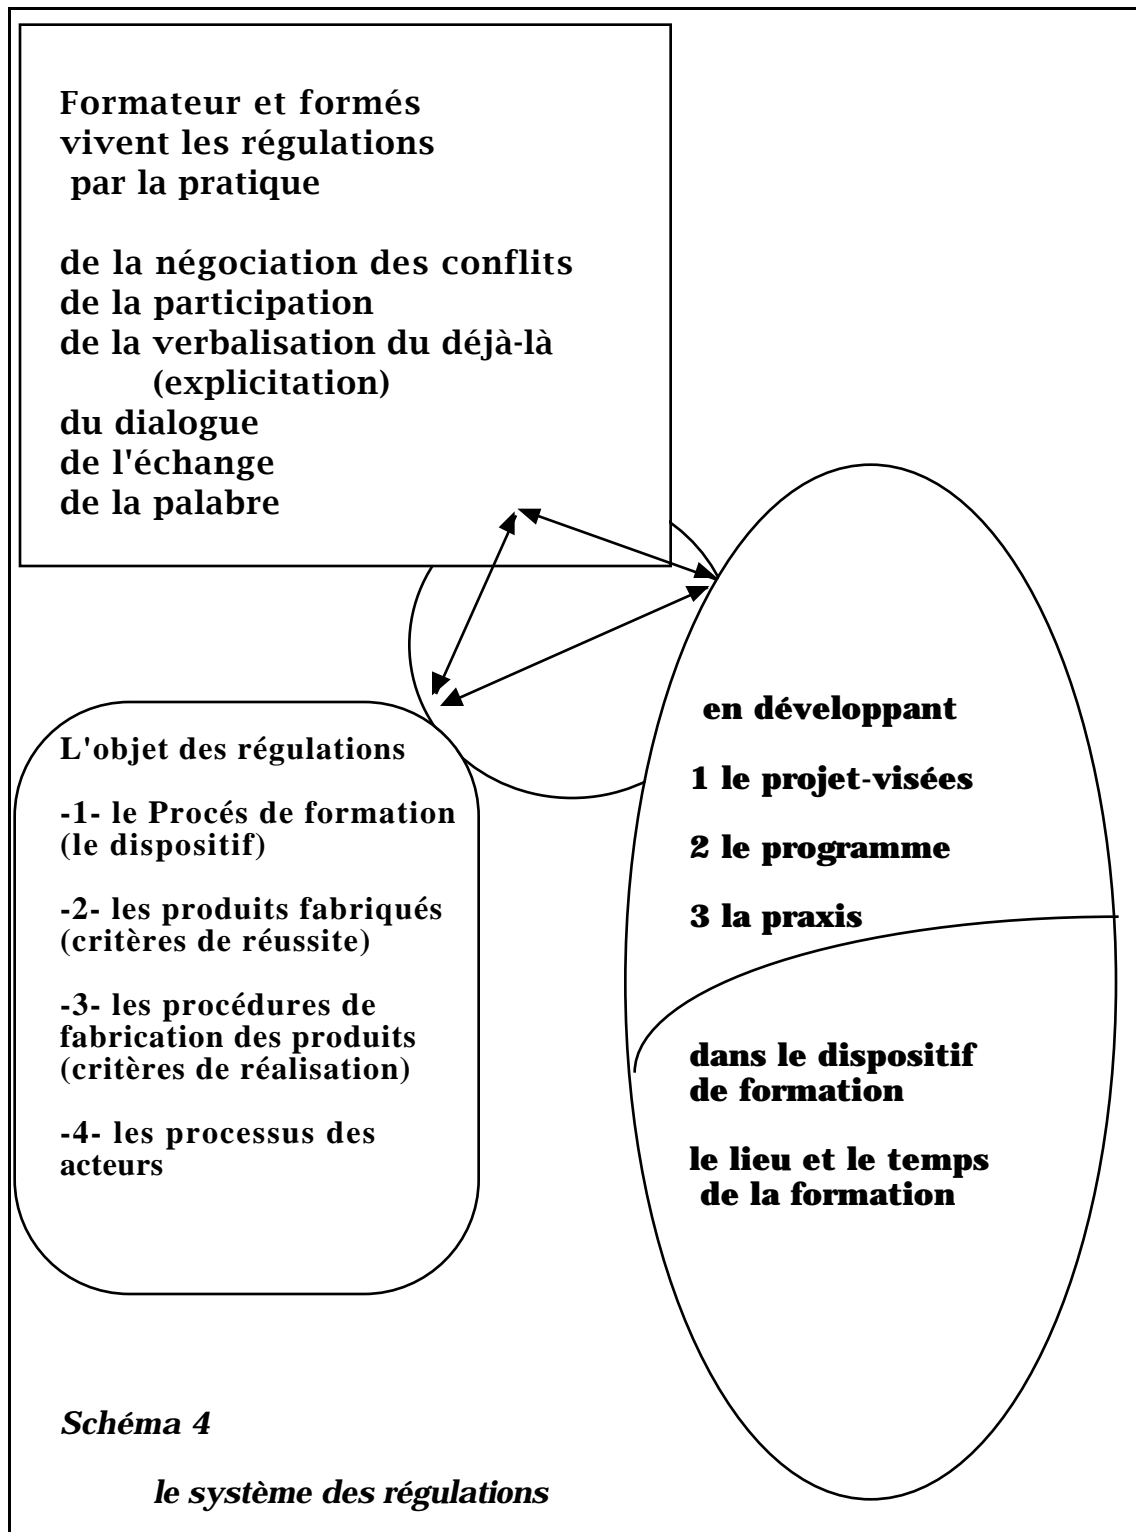 Formateur et formés
vivent les régulations
par la pratique
de la négociation des conflits
de la participation
de la verbalisation du déjà-là
(explicitation)
du dialogue
de l'échange
de la palabre
L'objet des régulations
-1- le Procés de formation
(le dispositif)
-2- les produits fabriqués
(critères de réussite)
-3- les procédures de
fabrication des produits
(critères de réalisation)
-4- les processus des
acteurs
en développant
1 le projet-visées
2 le programme
3 la praxis
dans le dispositif
de formation
le lieu et le temps
de la formation
Schéma 4
le système des régulations